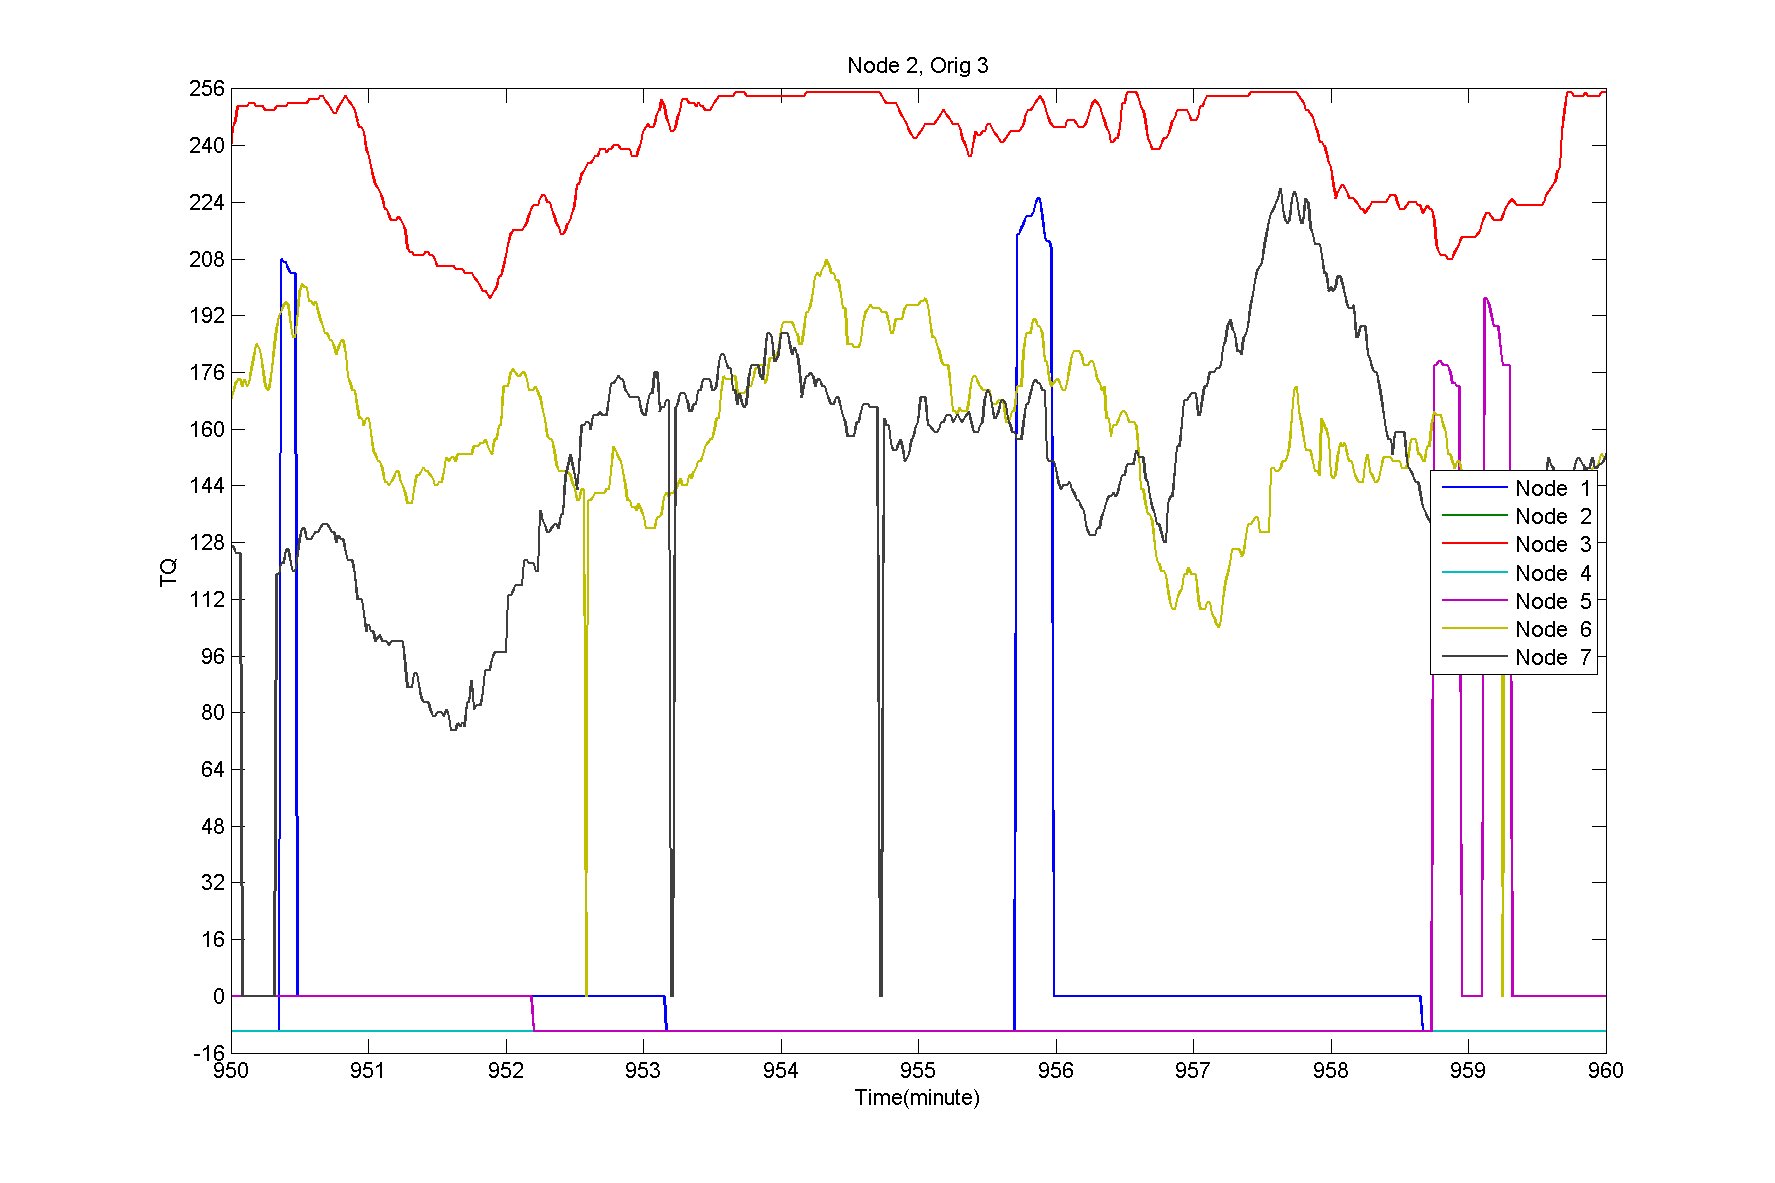 Node 2, Orig 3
256
240
224
208
192
176
160
144
128
112
96
80
64
48
32
16
0
-16
TQ
Node 1
Node 2
Node 3
Node 4
Node 5
Node 6
Node 7
950 951 952 953 954 955 956 957 958 959 960
Time(minute)